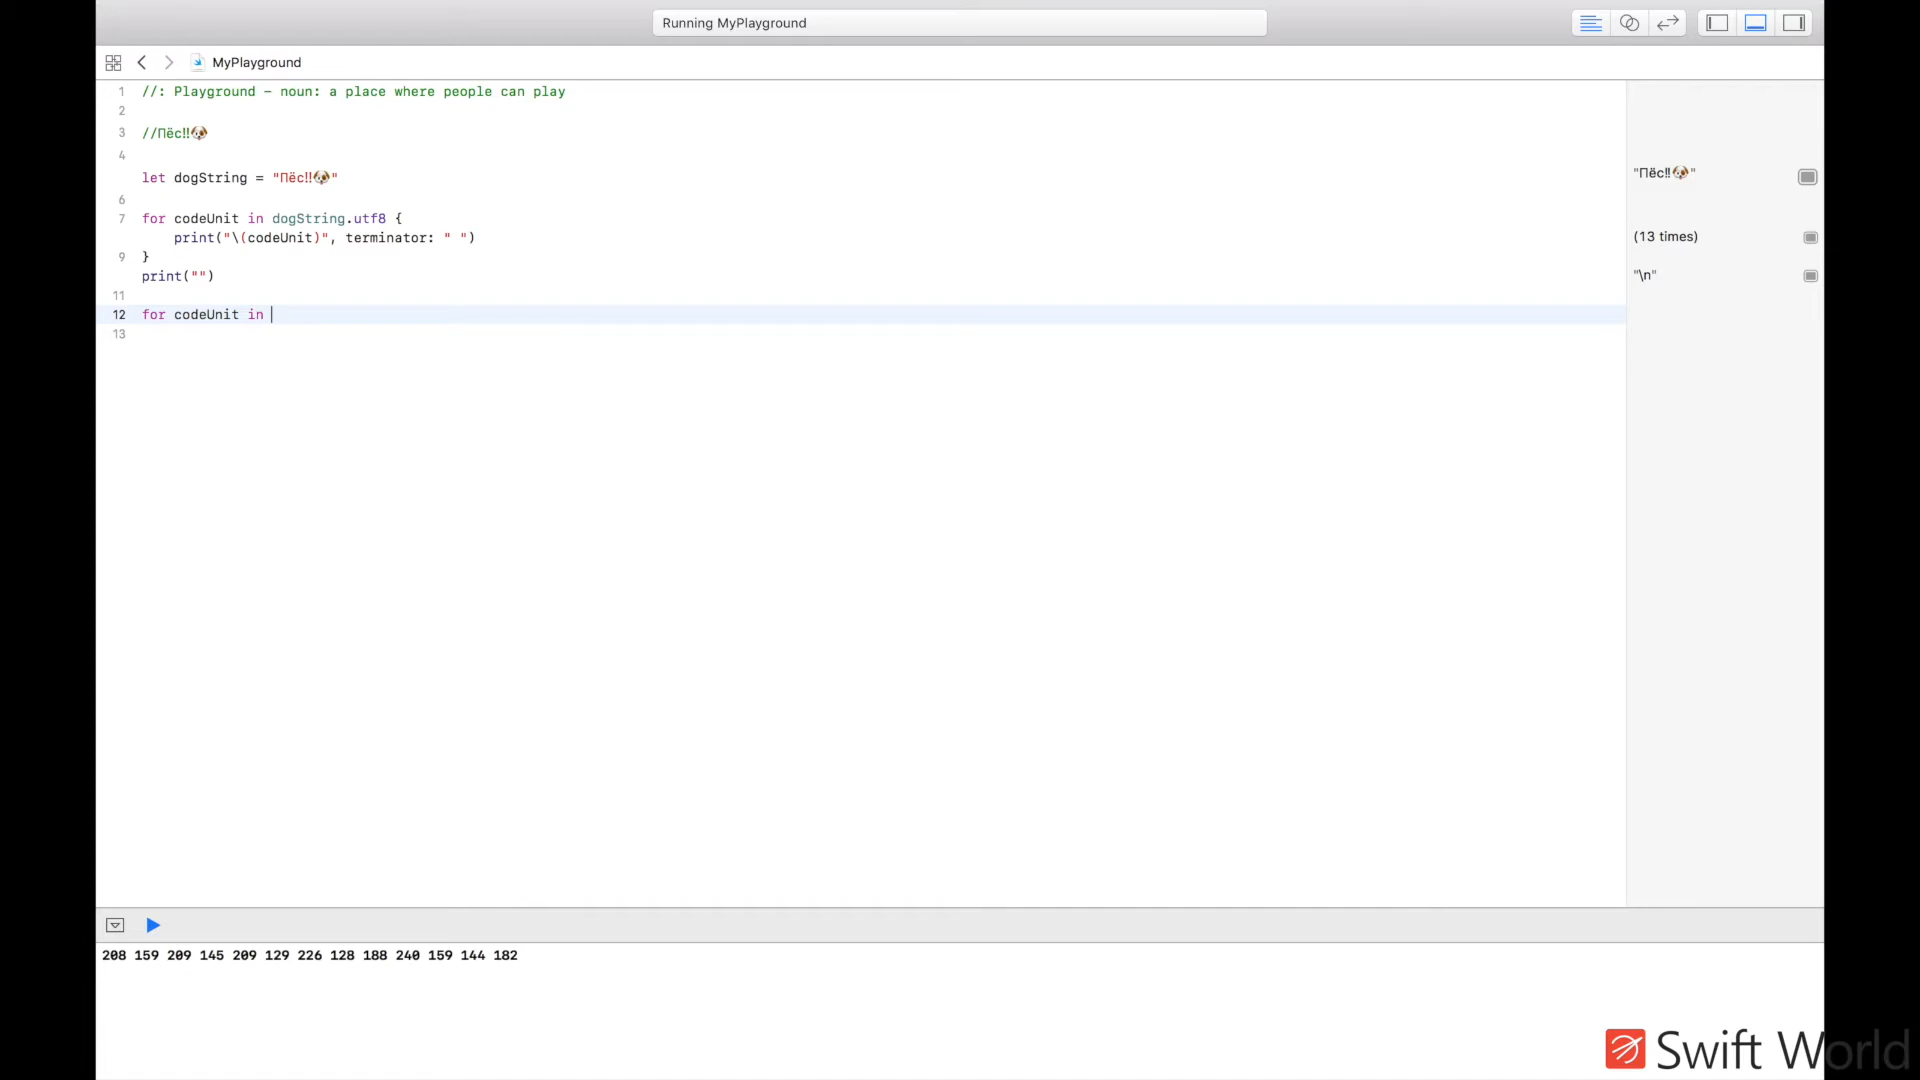 Running MyPlayground
MyPlayground
1 //: Playground – noun: a place where people can play
2
3 //Пёс‼🐶
4
let dogString = "Пёс‼🐶"
6
7 for codeUnit in dogString.utf8 {
print("\(codeUnit)", terminator: " ")
9 }
print("")
11
12 for codeUnit in
13
"Пёс‼🐶"
(13 times)
"\n"
208 159 209 145 209 129 226 128 188 240 159 144 182
Swift World